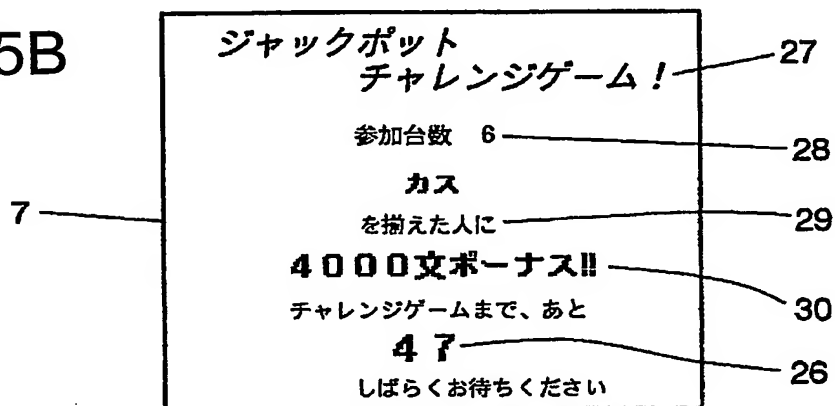 5B
ジャックポット
チャレンジゲーム！
27
参加台数 6
28
カス
7
を揃えた人に
29
4000文ボーナス!!
30
チャレンジゲームまで、あと
47
26
しばらくお待ちください